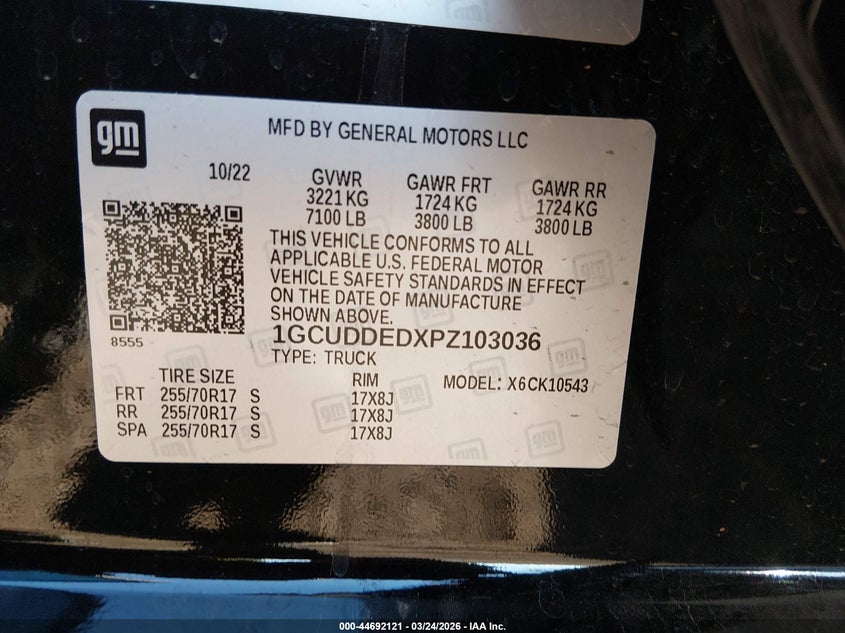 gm
MFD BY GENERAL MOTORS LLC
10/22
GVWR
3221 KG
7100 LB
GAWR FRT
1724 KG
3800 LB
GAWR RR
1724 KG
3800 LB
THIS VEHICLE CONFORMS TO ALL
APPLICABLE U.S. FEDERAL MOTOR
VEHICLE SAFETY STANDARDS IN EFFECT
ON THE DATE OF MANUFACTURE
SHOWN ABOVE.
8555
1GCUDDEDXPZ103036
TYPE: TRUCK
MODEL: X6CK10543
TIRE SIZE RIM
FRT 255/70R17 S 17X8J
RR 255/70R17 S 17X8J
SPA 255/70R17 S 17X8J
000-44692121 - 03/24/2026 - IAA Inc.